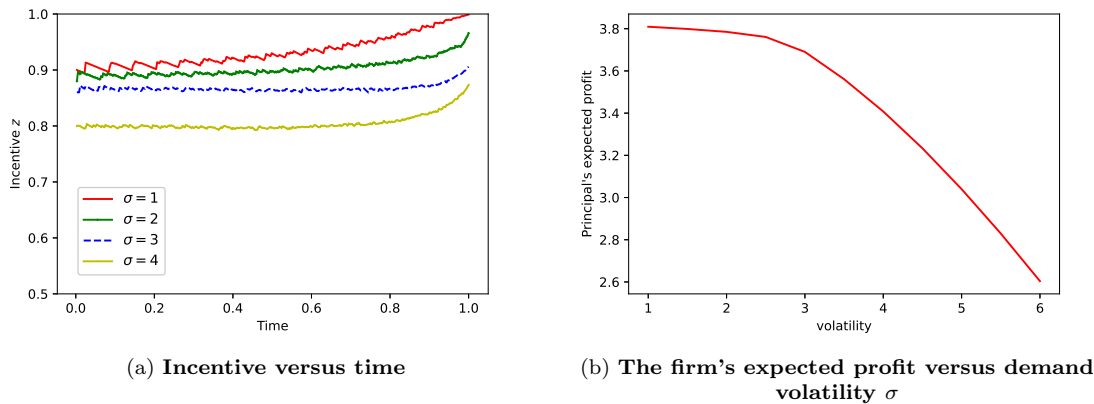 1.0
0.9
0.8
0.7
0.6
0.5
Incentive z
σ = 1
σ = 2
σ = 3
σ = 4
0.0 0.2 0.4 0.6 0.8 1.0
Time
(a) Incentive versus time
3.8
3.6
3.4
3.2
3.0
2.8
2.6
Principal's expected profit
1 2 3 4 5 6
volatility
(b) The firm's expected profit versus demand
volatility σ